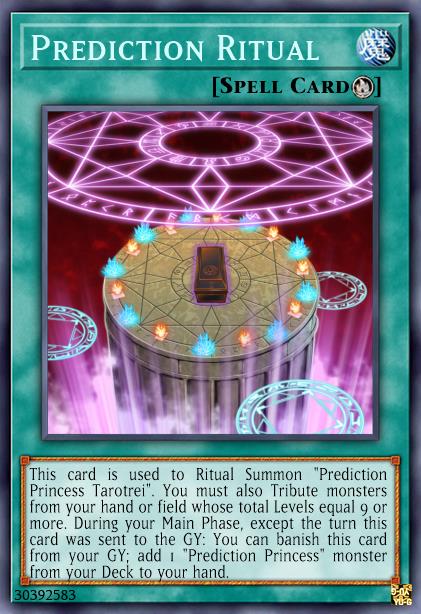 PREDICTION RITUAL
[SPELL CARD]
This card is used to Ritual Summon "Prediction
Princess Tarotrei". You must also Tribute monsters
from your hand or field whose total Levels equal 9 or
more. During your Main Phase, except the turn this
card was sent to the GY: You can banish this card
from your GY; add 1 "Prediction Princess" monster
from your Deck to your hand.
30392583